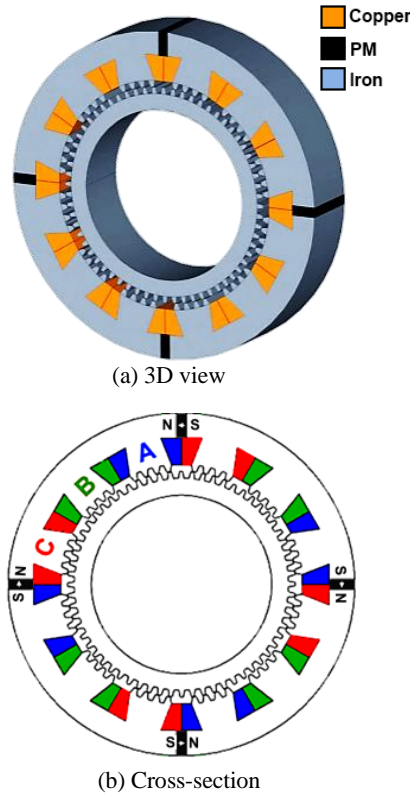 Copper
PM
Iron
(a) 3D view
N S
A
B
C
N
S
S
N
S N
(b) Cross-section